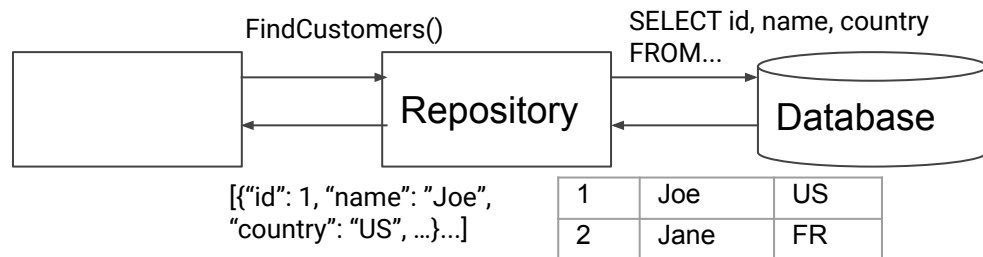 FindCustomers()
SELECT id, name, country
FROM...
Repository
Database
[{“id”: 1, “name”: ”Joe”,
“country”: “US”, …}...]
1 Joe US
2 Jane FR